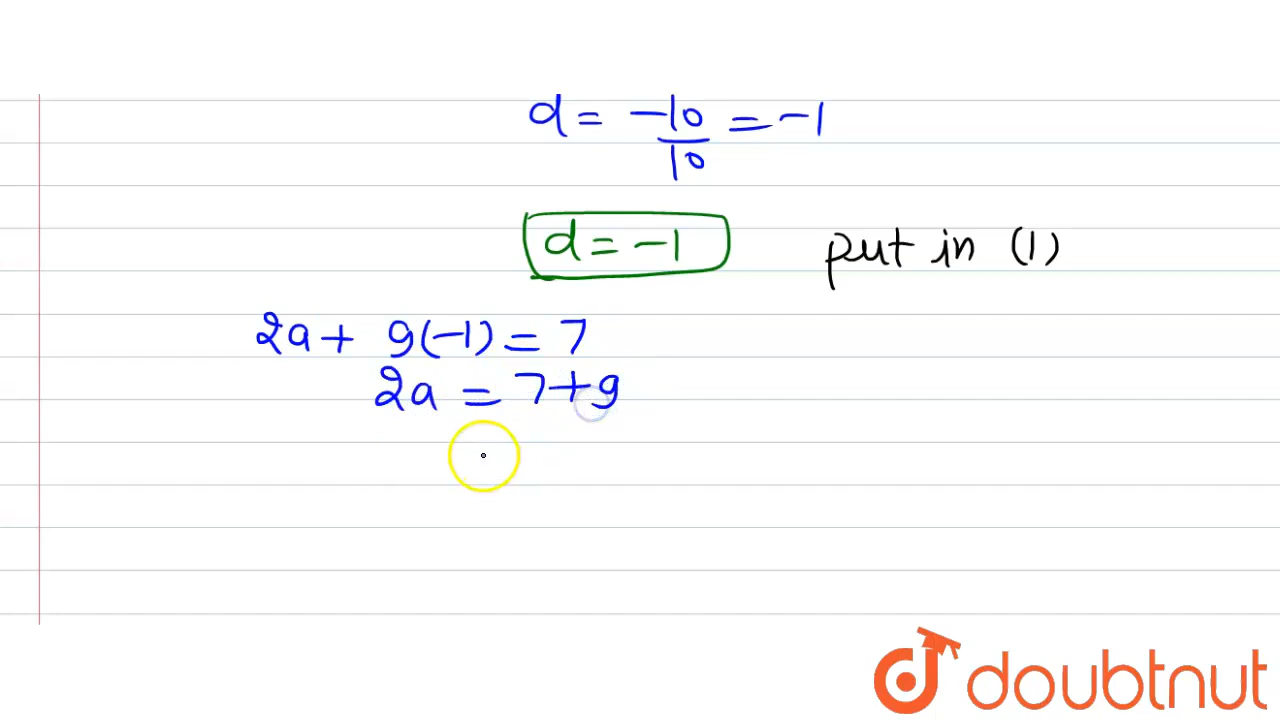 d = -10/10 = -1
d = -1 put in (1)
2a + 9(-1) = 7
2a = 7+9
doubtnut